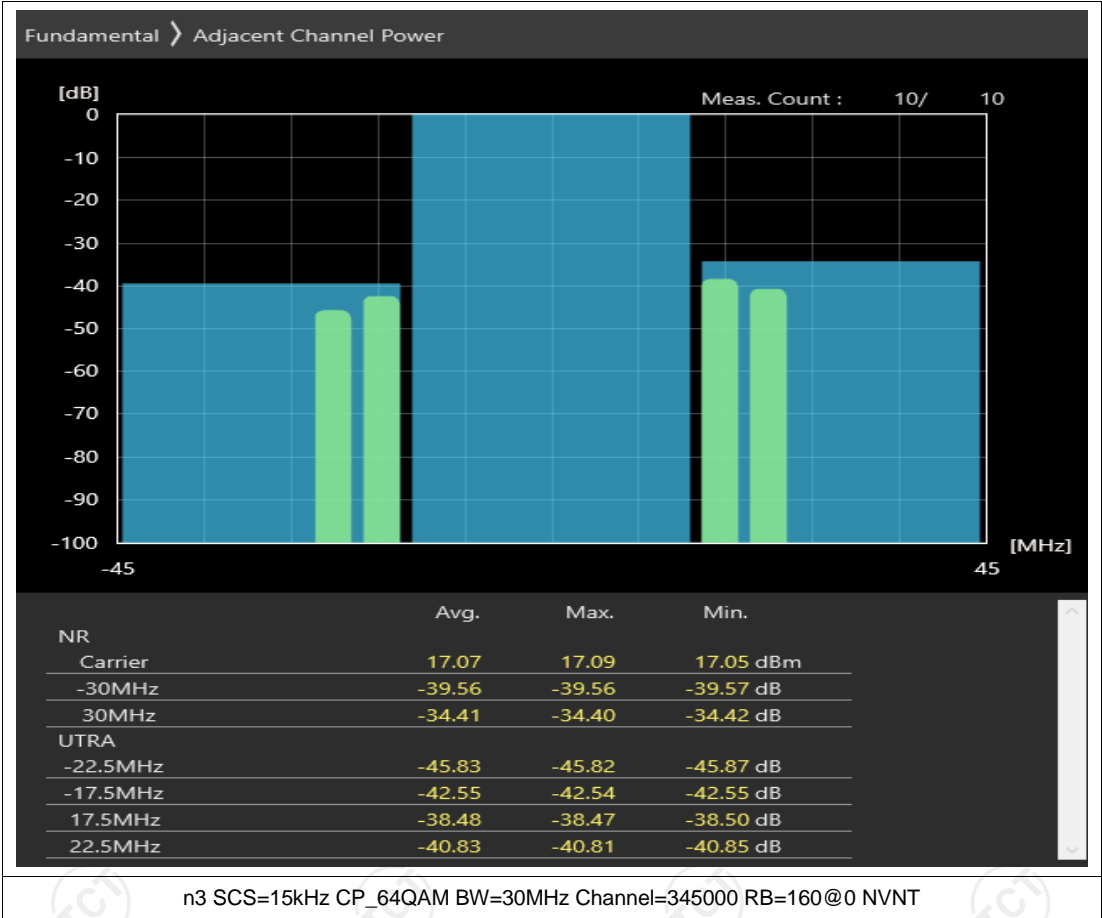 Fundamental ❯ Adjacent Channel Power
[dB]
Meas. Count : 10/ 10
0
-10
-20
-30
-40
-50
-60
-70
-80
-90
-100
[MHz]
-45 45
Avg. Max. Min.
NR
Carrier 17.07 17.09 17.05 dBm
-30MHz -39.56 -39.56 -39.57 dB
30MHz -34.41 -34.40 -34.42 dB
UTRA
-22.5MHz -45.83 -45.82 -45.87 dB
-17.5MHz -42.55 -42.54 -42.55 dB
17.5MHz -38.48 -38.47 -38.50 dB
22.5MHz -40.83 -40.81 -40.85 dB
n3 SCS=15kHz CP_64QAM BW=30MHz Channel=345000 RB=160@0 NVNT
TCT TCT TCT TCT